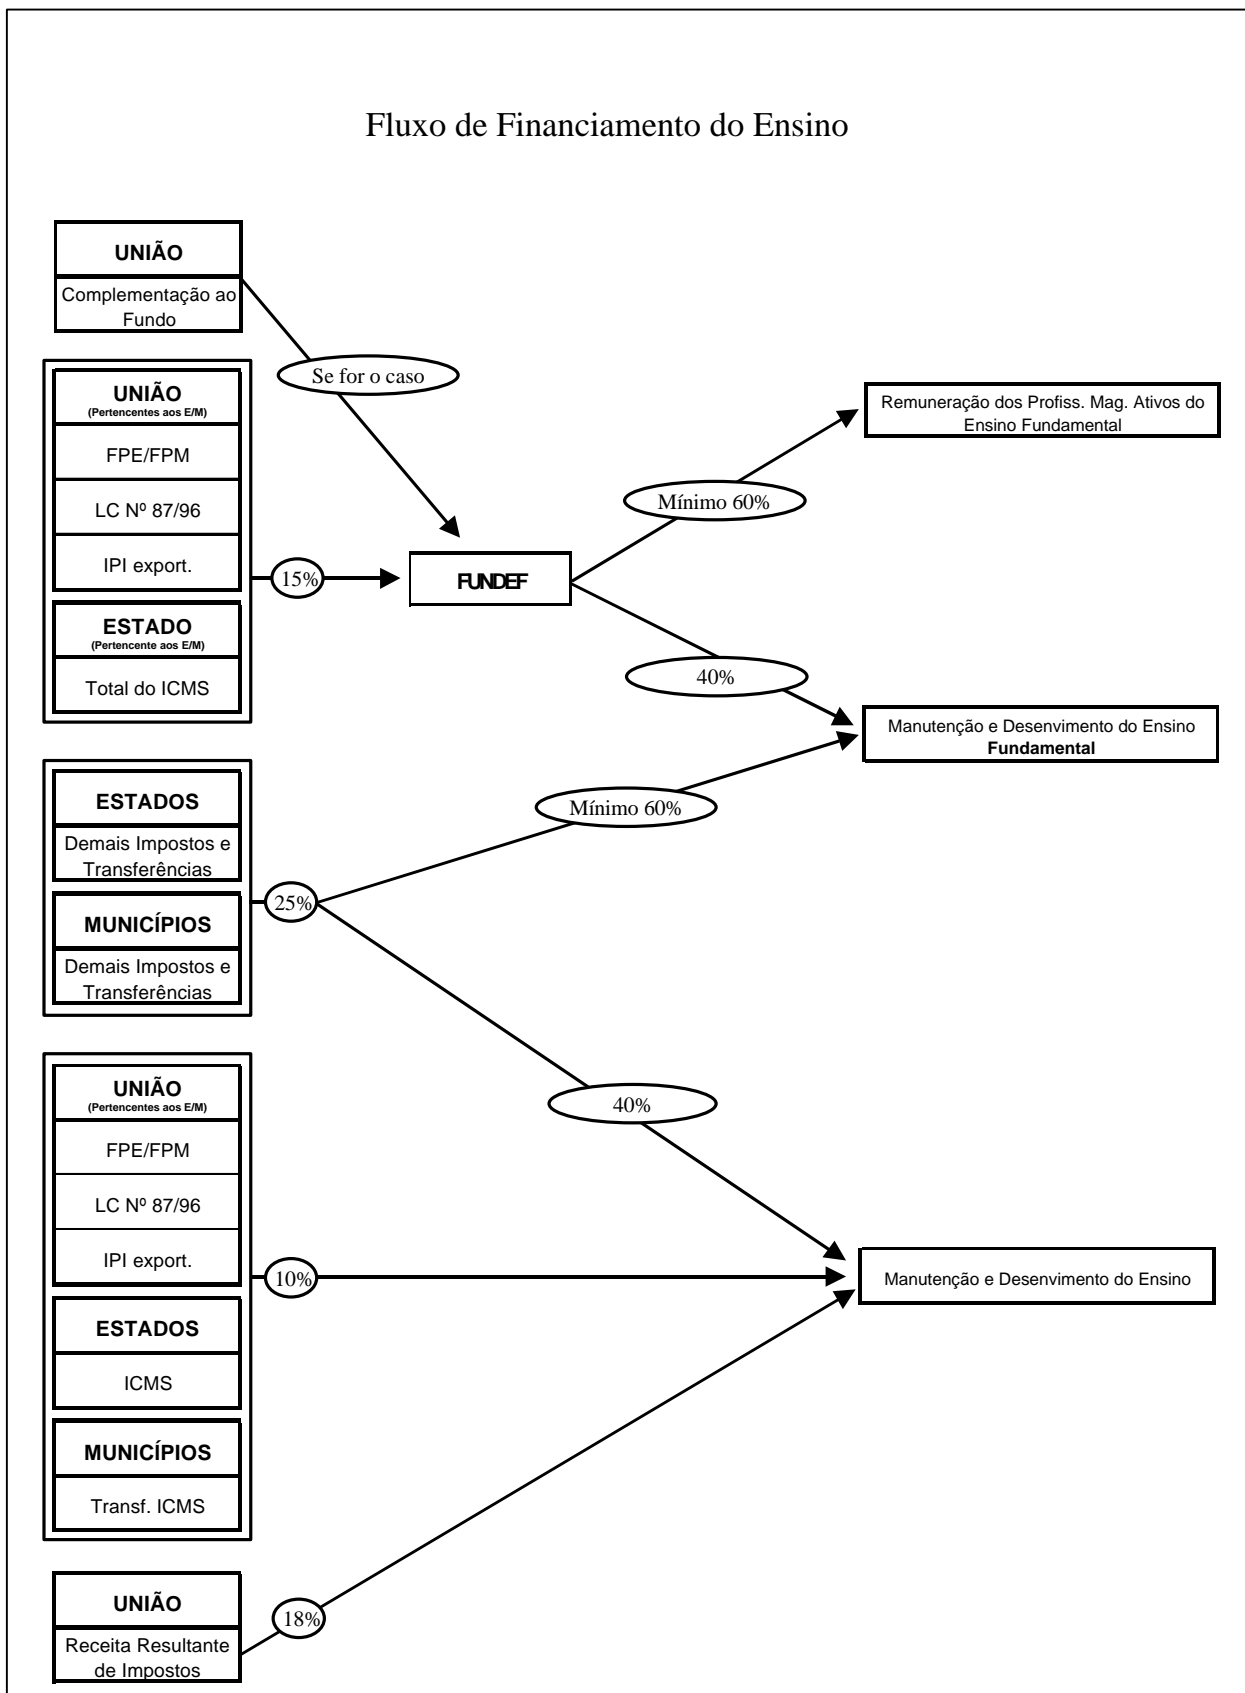 Fluxo de Financiamento do Ensino
UNIÃO
Complementação ao
Fundo
Se for o caso
UNIÃO
(Pertencentes aos E/M)
FPE/FPM
LC Nº 87/96
IPI export.
ESTADO
(Pertencente aos E/M)
Total do ICMS
15%
FUNDEF
Mínimo 60%
Remuneração dos Profiss. Mag. Ativos do
Ensino Fundamental
40%
Manutenção e Desenvimento do Ensino
Fundamental
ESTADOS
Demais Impostos e
Transferências
MUNICÍPIOS
Demais Impostos e
Transferências
25%
Mínimo 60%
40%
UNIÃO
(Pertencentes aos E/M)
FPE/FPM
LC Nº 87/96
IPI export.
ESTADOS
ICMS
MUNICÍPIOS
Transf. ICMS
10%
Manutenção e Desenvimento do Ensino
UNIÃO
Receita Resultante
de Impostos
18%